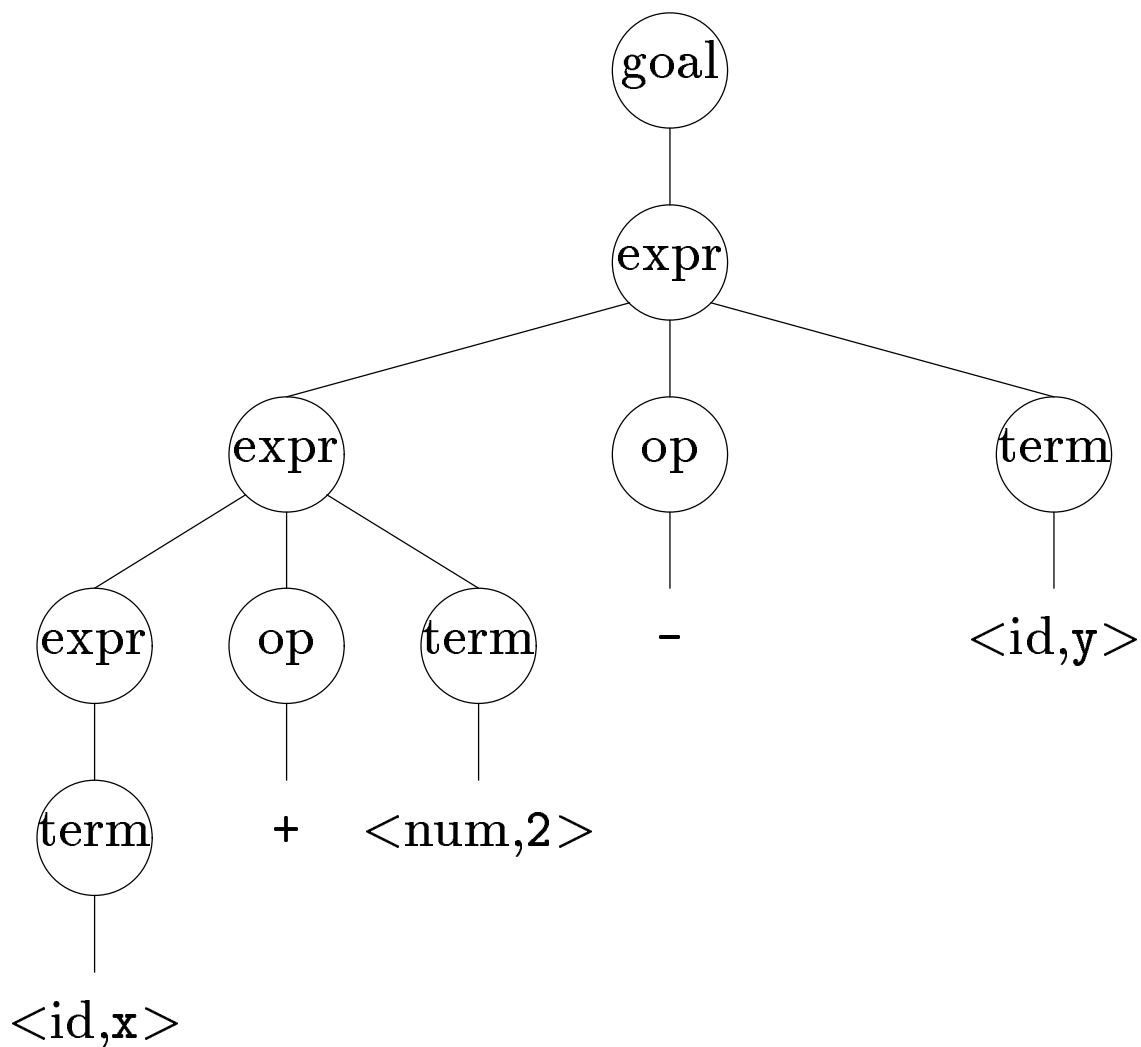 goal
expr
expr op term
expr op term - <id,y>
term + <num,2>
<id,x>